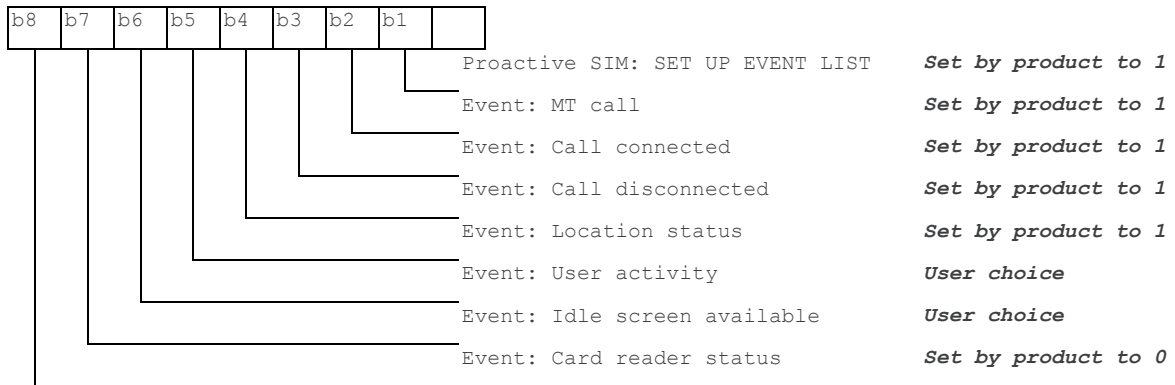 b8 b7 b6 b5 b4 b3 b2 b1
Proactive SIM: SET UP EVENT LIST Set by product to 1
Event: MT call Set by product to 1
Event: Call connected Set by product to 1
Event: Call disconnected Set by product to 1
Event: Location status Set by product to 1
Event: User activity User choice
Event: Idle screen available User choice
Event: Card reader status Set by product to 0